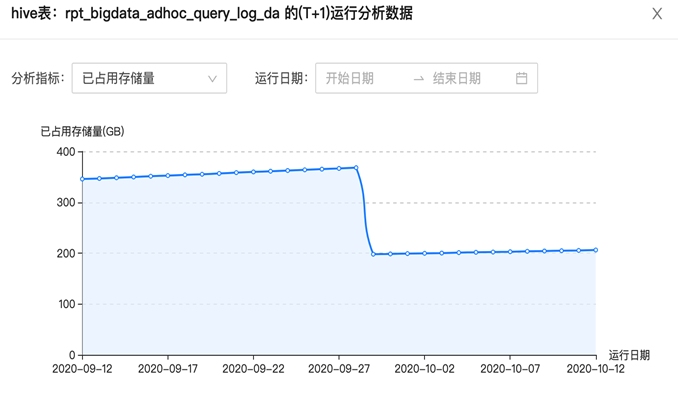 hive表：rpt_bigdata_adhoc_query_log_da 的(T+1)运行分析数据
X
分析指标： 已占用存储量 运行日期： 开始日期 → 结束日期
已占用存储量(GB)
400
300
200
100
0
运行日期
2020-09-12 2020-09-17 2020-09-22 2020-09-27 2020-10-02 2020-10-07 2020-10-12